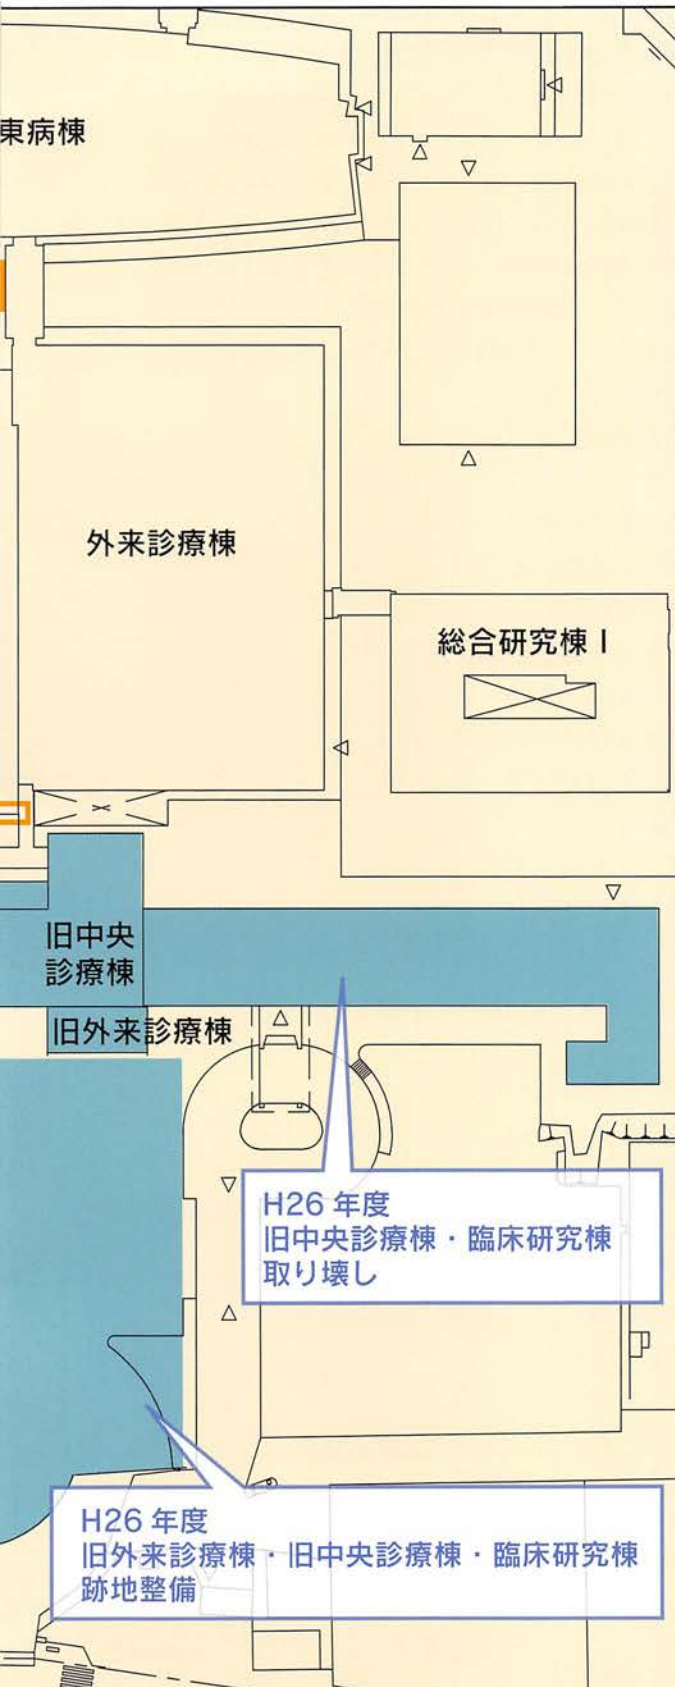 東病棟
外来診療棟
総合研究棟Ⅰ
旧中央
診療棟
旧外来診療棟
H26 年度
旧中央診療棟・臨床研究棟
取り壊し
H26 年度
旧外来診療棟・旧中央診療棟・臨床研究棟
跡地整備